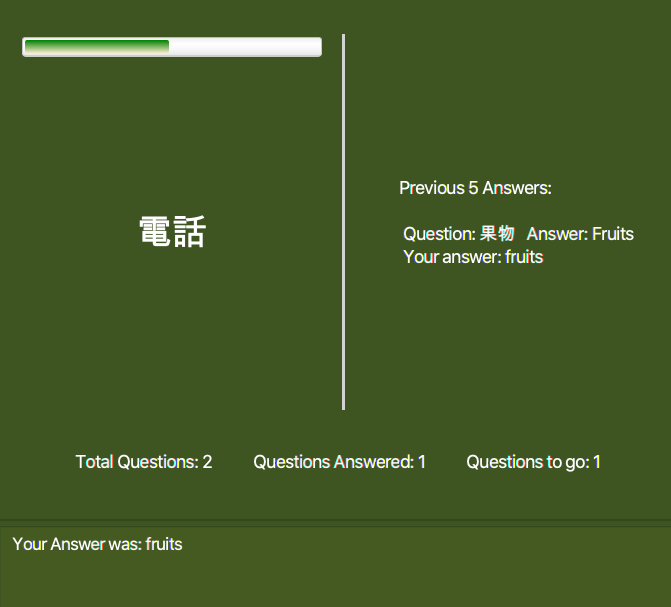 電話
Previous 5 Answers:
Question: 果物 Answer: Fruits
Your answer: fruits
Total Questions: 2 Questions Answered: 1 Questions to go: 1
Your Answer was: fruits